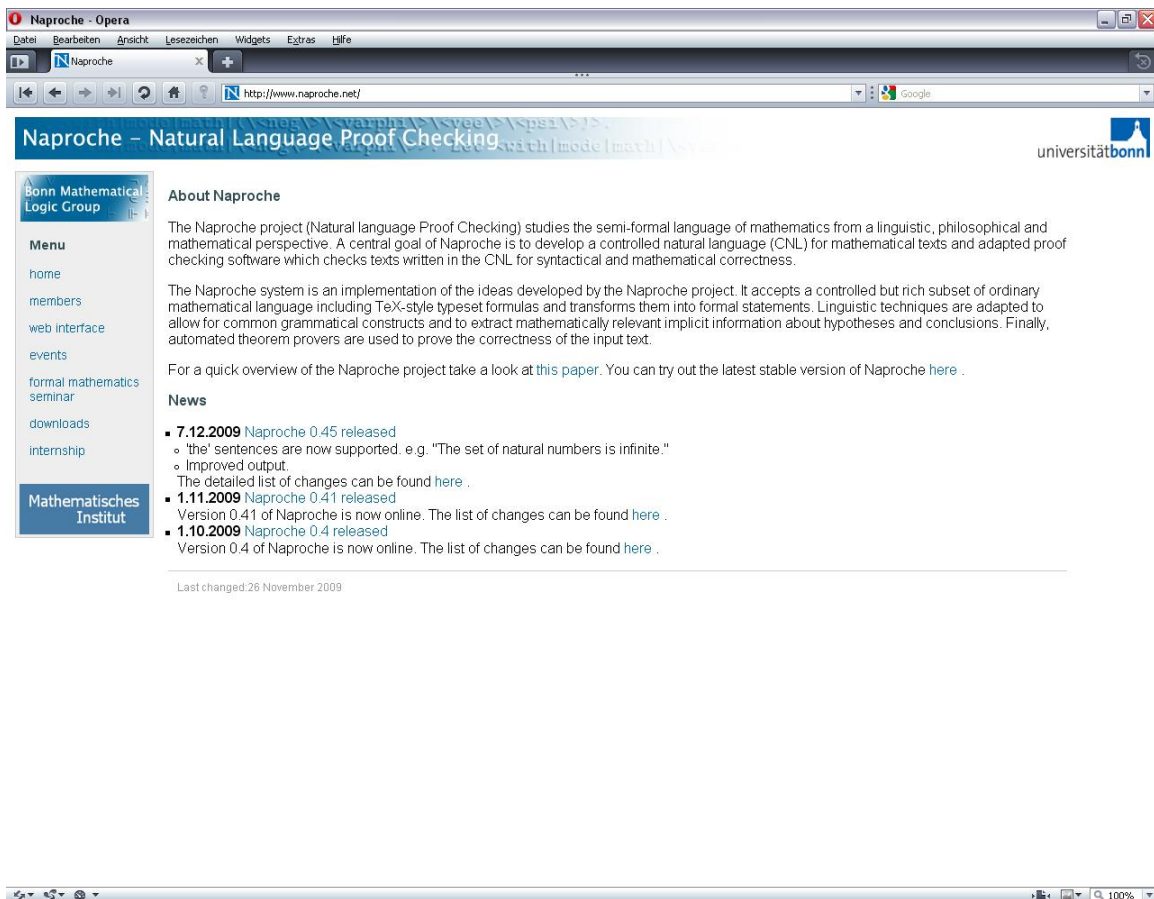 Naproche - Opera
Datei Bearbeiten Ansicht Lesezeichen Widgets Extras Hilfe
Naproche
http://www.naproche.net/
Google
Naproche – Natural Language Proof Checking
universitätbonn
Bonn Mathematical
Logic Group
Menu
home
members
web interface
events
formal mathematics
seminar
downloads
internship
Mathematisches
Institut
About Naproche
The Naproche project (Natural language Proof Checking) studies the semi-formal language of mathematics from a linguistic, philosophical and
mathematical perspective. A central goal of Naproche is to develop a controlled natural language (CNL) for mathematical texts and adapted proof
checking software which checks texts written in the CNL for syntactical and mathematical correctness.
The Naproche system is an implementation of the ideas developed by the Naproche project. It accepts a controlled but rich subset of ordinary
mathematical language including TeX-style typeset formulas and transforms them into formal statements. Linguistic techniques are adapted to
allow for common grammatical constructs and to extract mathematically relevant implicit information about hypotheses and conclusions. Finally,
automated theorem provers are used to prove the correctness of the input text.
For a quick overview of the Naproche project take a look at this paper. You can try out the latest stable version of Naproche here .
News
7.12.2009 Naproche 0.45 released
'the' sentences are now supported. e.g. "The set of natural numbers is infinite."
Improved output.
The detailed list of changes can be found here .
1.11.2009 Naproche 0.41 released
Version 0.41 of Naproche is now online. The list of changes can be found here .
1.10.2009 Naproche 0.4 released
Version 0.4 of Naproche is now online. The list of changes can be found here .
Last changed:26 November 2009
100%